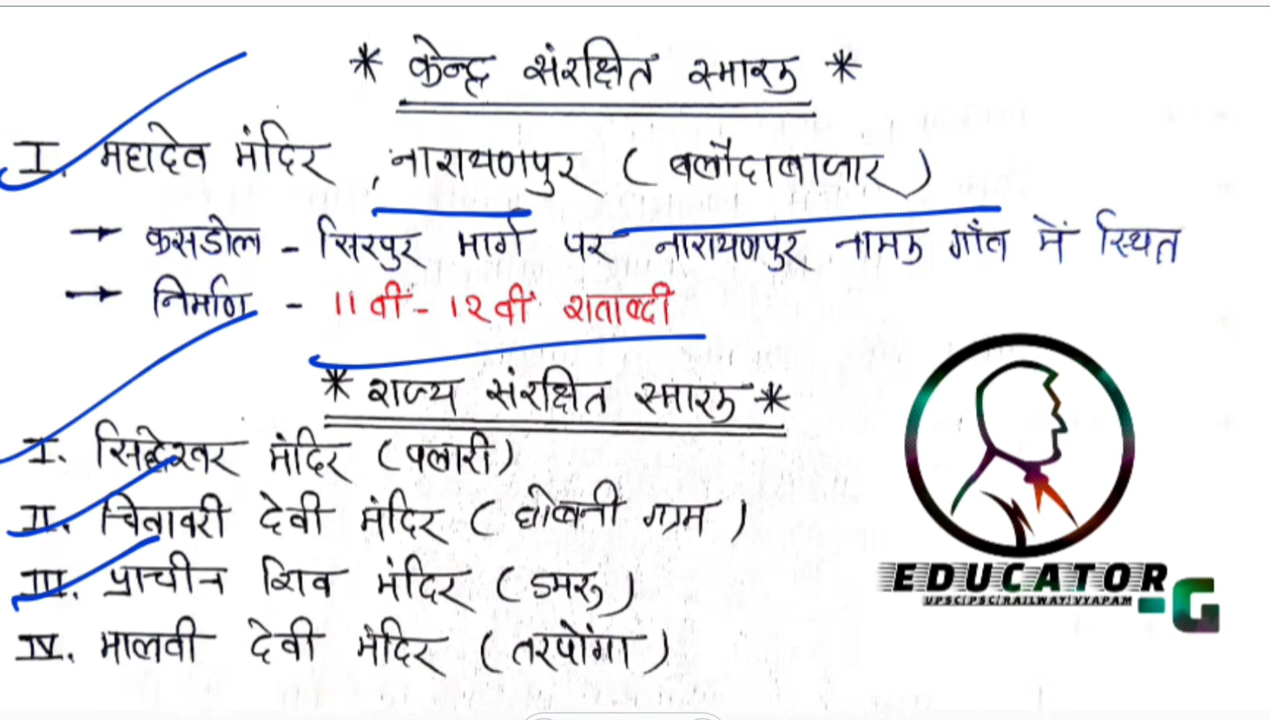 * केन्द्र संरक्षित स्मारक *
I. महादेव मंदिर, नारायणपुर (बलौदाबाजार)
→ कसडोल - सिरपुर मार्ग पर नारायणपुर नामक गाँव में स्थित
→ निर्माण - 11वीं - 12वीं शताब्दी
* राज्य संरक्षित स्मारक *
I. सिद्धेश्वर मंदिर (पलारी)
II. चितावरी देवी मंदिर (धोबनी ग्राम)
III. प्राचीन शिव मंदिर (डमरू)
IV. मालवी देवी मंदिर (तरपोंगा)
EDUCATOR-G
UPSC|PSC|RAILWAY|VYAPAM